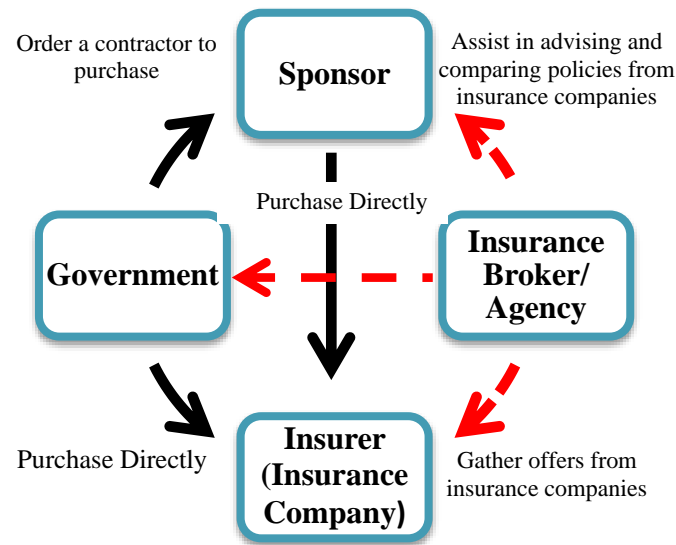 Order a contractor to
purchase
Sponsor
Assist in advising and
comparing policies from
insurance companies
Purchase Directly
Government
Insurance
Broker/
Agency
Purchase Directly
Insurer
(Insurance
Company)
Gather offers from
insurance companies